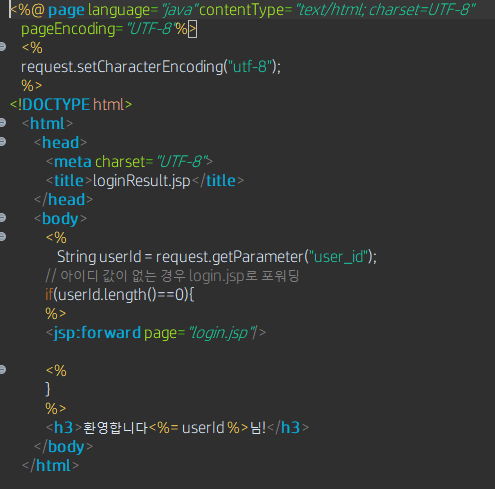 <%@ page language="java" contentType="text/html; charset=UTF-8"
pageEncoding="UTF-8"%>
<%
request.setCharacterEncoding("utf-8");
%>
<!DOCTYPE html>
<html>
<head>
<meta charset="UTF-8">
<title>loginResult.jsp</title>
</head>
<body>
<%
String userId = request.getParameter("user_id");
// 아이디 값이 없는 경우 login.jsp로 포워딩
if(userId.length()==0){
%>
<jsp:forward page="login.jsp"/>
<%
}
%>
<h3>환영합니다<%= userId %>님!</h3>
</body>
</html>